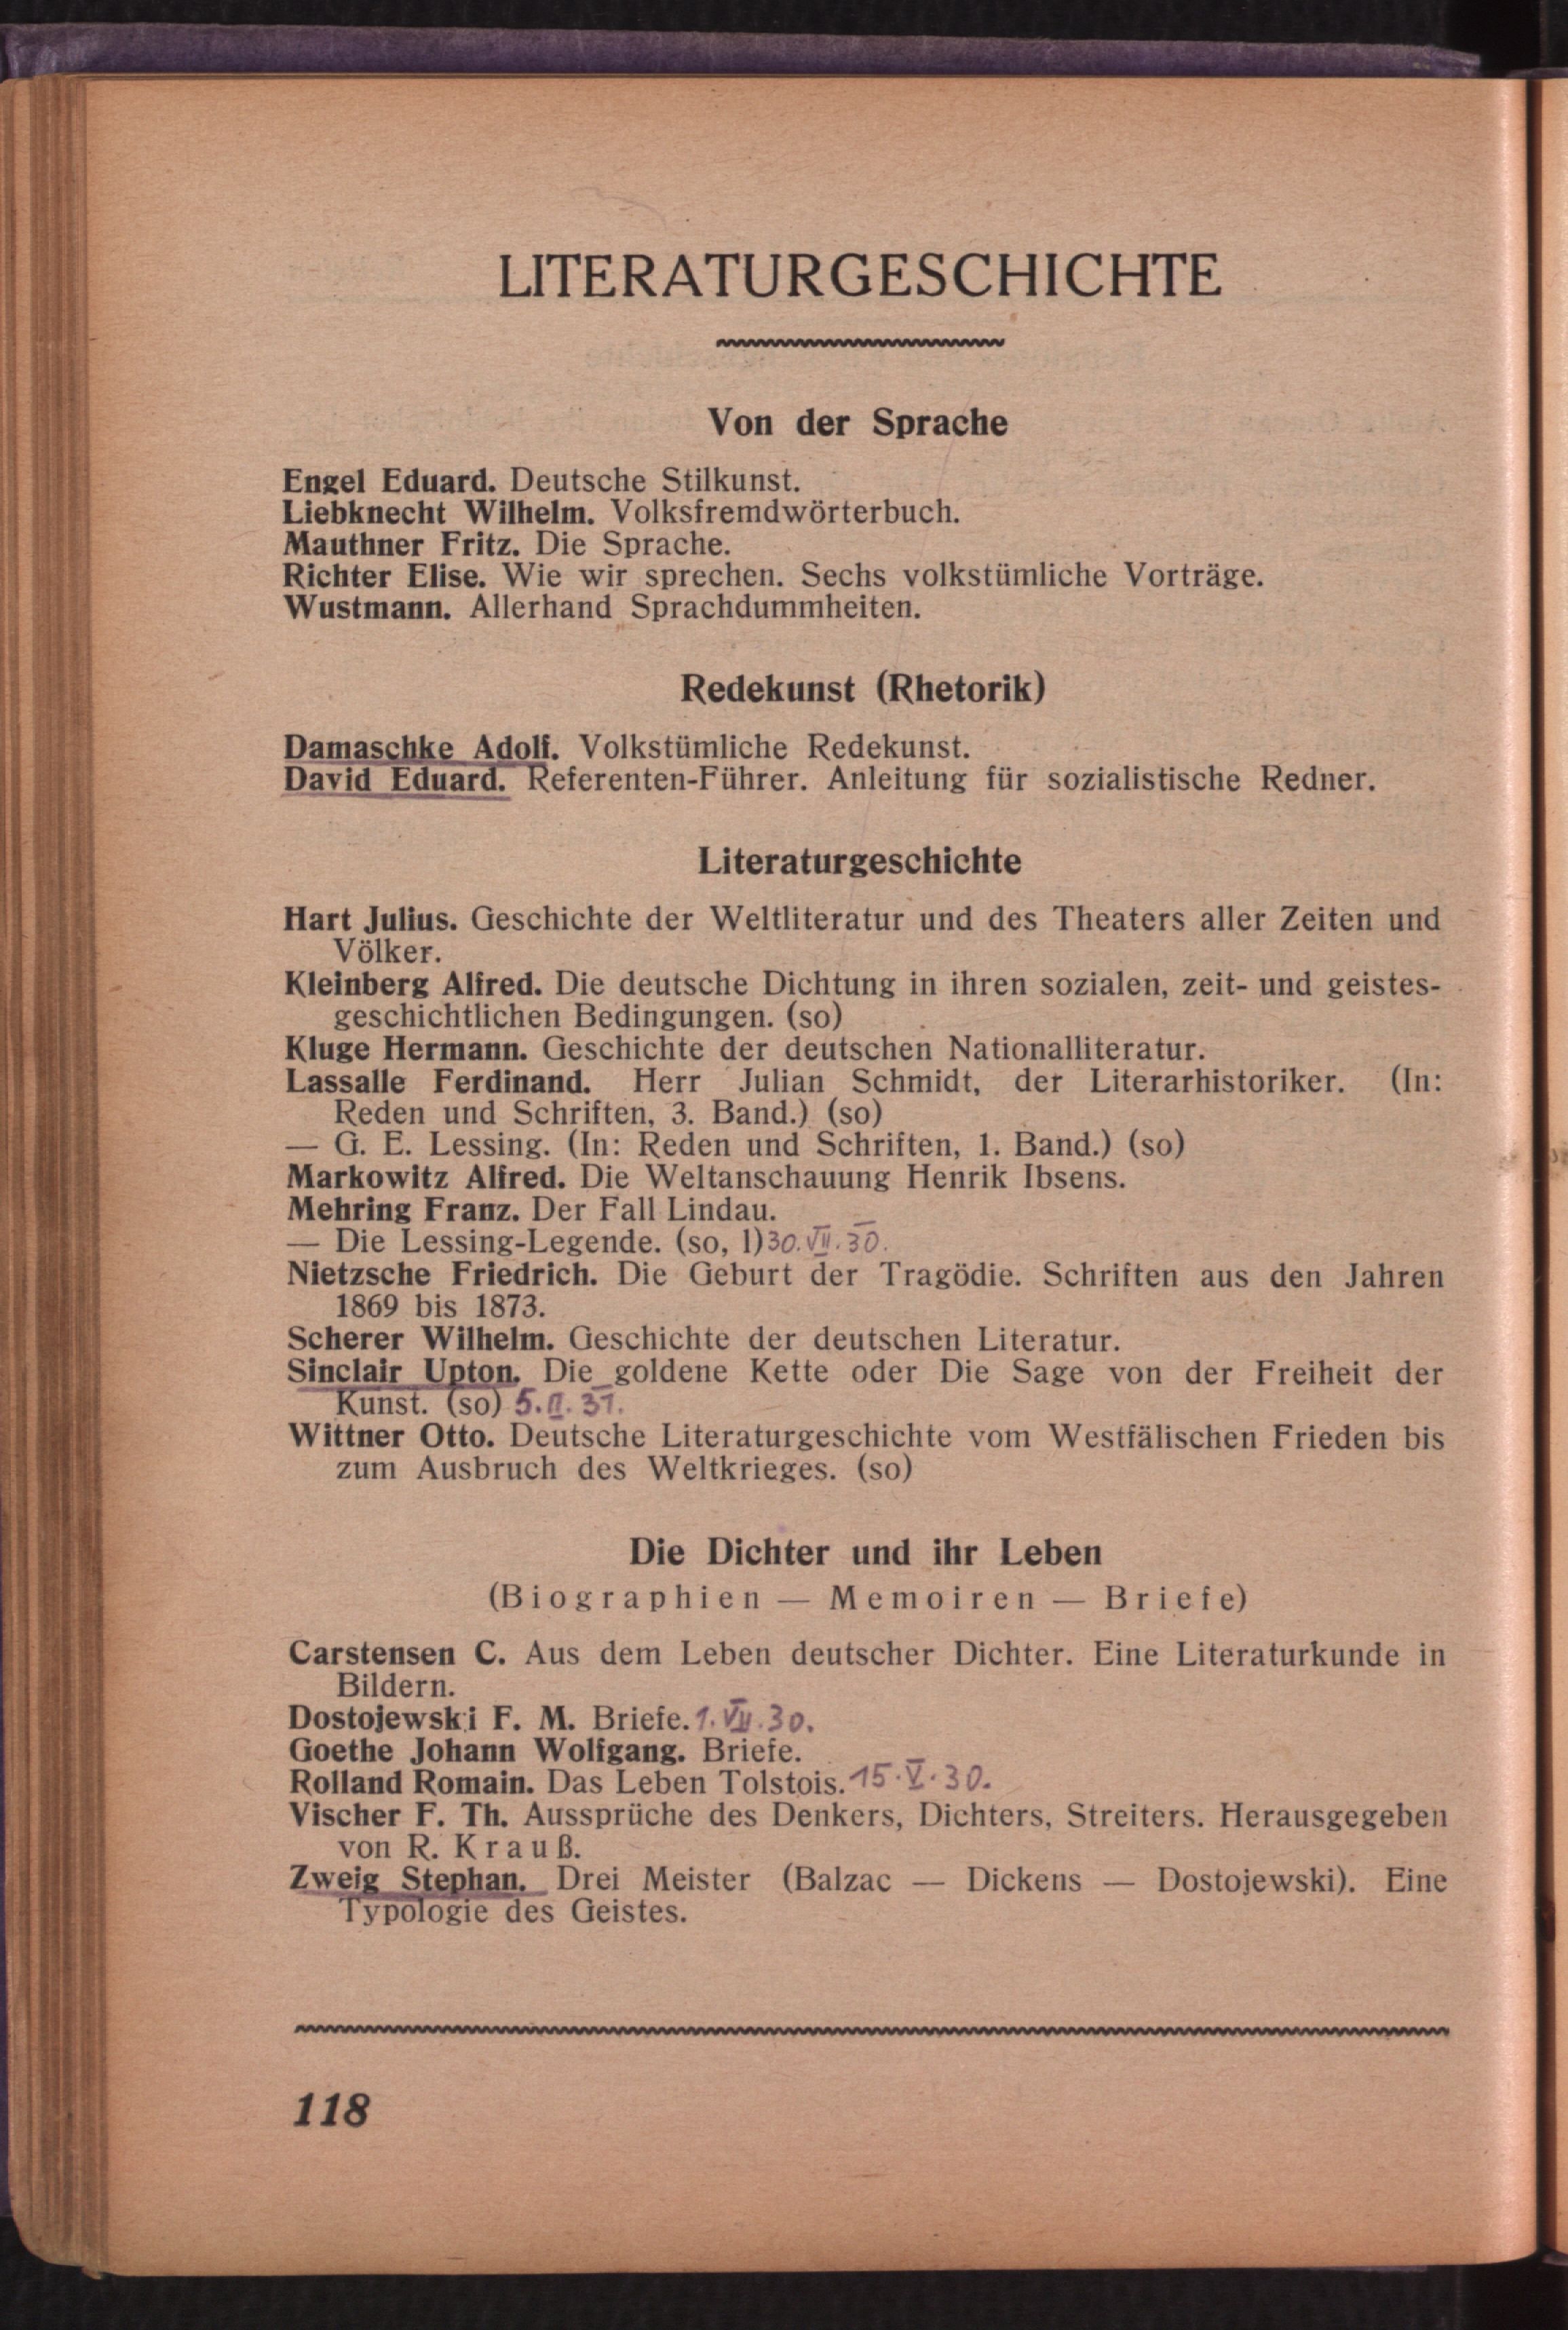 LITERATURGESCHICHTE
Von der Sprache
Engel Eduard. Deutsche Stilkunst.
Liebknecht Wilhelm. Volksfremdwörterbuch.
Mauthner Fritz. Die Sprache.
Richter Elise. Wie wir sprechen. Sechs volkstümliche Vorträge.
Wustmann. Allerhand Sprachdummheiten.
Redekunst (Rhetorik)
Damaschke Adolf. Volkstümliche Redekunst.
David Eduard. Referenten-Führer. Anleitung für sozialistische Redner.
Literaturgeschichte
Hart Julius. Geschichte der Weltliteratur und des Theaters aller Zeiten und
Völker.
Kleinberg Alfred. Die deutsche Dichtung in ihren sozialen, zeit- und geistes-
geschichtlichen Bedingungen. (so)
Kluge Hermann. Geschichte der deutschen Nationalliteratur.
Lassalle Ferdinand. Herr Julian Schmidt, der Literarhistoriker. (In:
Reden und Schriften, 3. Band.) (so)
— G. E. Lessing. (In: Reden und Schriften, 1. Band.) (so)
Markowitz Alfred. Die Weltanschauung Henrik Ibsens.
Mehring Franz. Der Fall Lindau.
— Die Lessing-Legende. (so, 1) 30. VII. 30.
Nietzsche Friedrich. Die Geburt der Tragödie. Schriften aus den Jahren
1869 bis 1873.
Scherer Wilhelm. Geschichte der deutschen Literatur.
Sinclair Upton. Die goldene Kette oder Die Sage von der Freiheit der
Kunst. (so) 5. II. 31.
Wittner Otto. Deutsche Literaturgeschichte vom Westfälischen Frieden bis
zum Ausbruch des Weltkrieges. (so)
Die Dichter und ihr Leben
(Biographien — Memoiren — Briefe)
Carstensen C. Aus dem Leben deutscher Dichter. Eine Literaturkunde in
Bildern.
Dostojewski F. M. Briefe. 1. VII. 30.
Goethe Johann Wolfgang. Briefe.
Rolland Romain. Das Leben Tolstois. 15. V. 30.
Vischer F. Th. Aussprüche des Denkers, Dichters, Streiters. Herausgegeben
von R. Krauß.
Zweig Stephan. Drei Meister (Balzac — Dickens — Dostojewski). Eine
Typologie des Geistes.
118